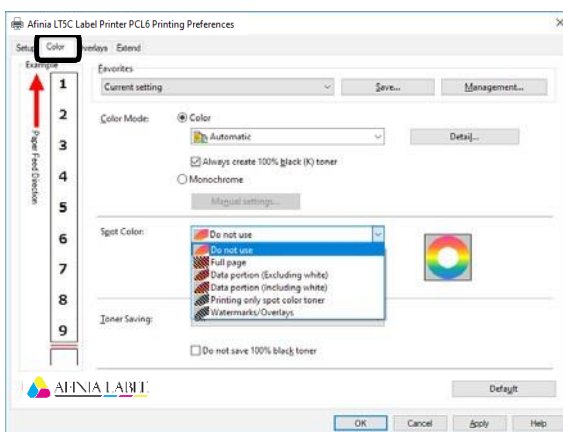 Afinia LT5C Label Printer PCL6 Printing Preferences
Color Overlays Extend
Example
Favorites
Current setting Save... Management...
Color Mode: Color
Automatic Detail...
Always create 100% black (K) toner
Monochrome
Manual settings...
Spot Color: Do not use
Do not use
Full page
Data portion (Excluding white)
Data portion (Including white)
Printing only spot color toner
Watermarks/Overlays
Toner Saving:
Do not save 100% black toner
1
2
3
4
5
6
7
8
9
Paper Feed Direction
AFINIA LABEL
Default
OK Cancel Apply Help